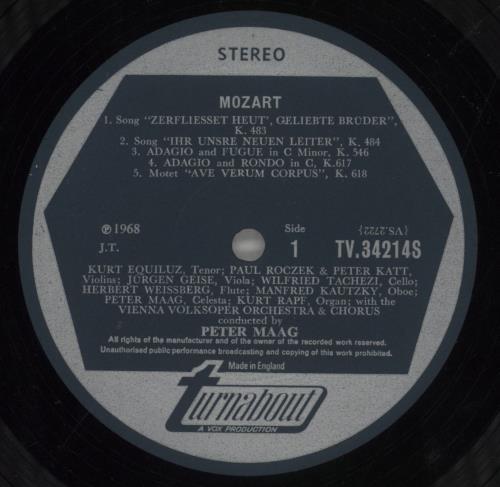 STEREO
MOZART
1. Song "ZERFLIESSET HEUT', GELIEBTE BRUDER",
K. 483
2. Song "IHR UNSRE NEUEN LEITER", K. 484
3. ADAGIO and FUGUE in C Minor, K. 546
4. ADAGIO and RONDO in C, K.617
5. Motet "AVE VERUM CORPUS", K. 618
℗ 1968
J.T.
Side
1
{VS.2722}
TV.34214S
KURT EQUILUZ, Tenor; PAUL ROCZEK & PETER KATT,
Violins; JÜRGEN GEISE, Viola; WILFRIED TACHEZI, Cello;
HERBERT WEISSBERG, Flute; MANFRED KAUTZKY, Oboe;
PETER MAAG, Celesta; KURT RAPF, Organ; with the
VIENNA VOLKSOPER ORCHESTRA & CHORUS
conducted by
PETER MAAG
All rights of the manufacturer and of the owner of the recorded work reserved.
Unauthorised public performance broadcasting and copying of this work prohibited.
Made in England
turnabout
A VOX PRODUCTION